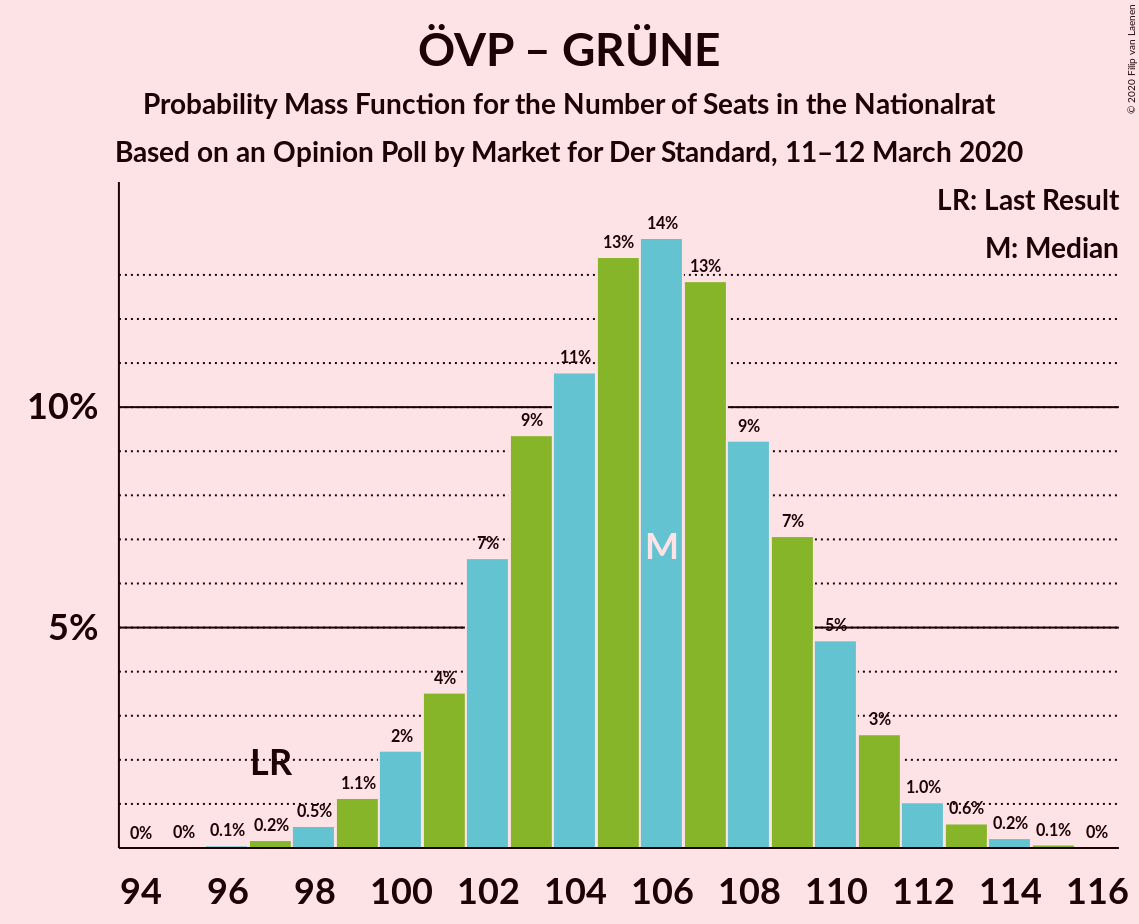 ÖVP – GRÜNE
Probability Mass Function for the Number of Seats in the Nationalrat
Based on an Opinion Poll by Market for Der Standard, 11–12 March 2020
© 2020 Filip van Laenen
LR: Last Result
M: Median
10%
5%
0%
0%
0.1%
0.2%
0.5%
1.1%
2%
4%
7%
9%
11%
13%
14%
13%
9%
7%
5%
3%
1.0%
0.6%
0.2%
0.1%
0%
LR
M
94 96 98 100 102 104 106 108 110 112 114 116